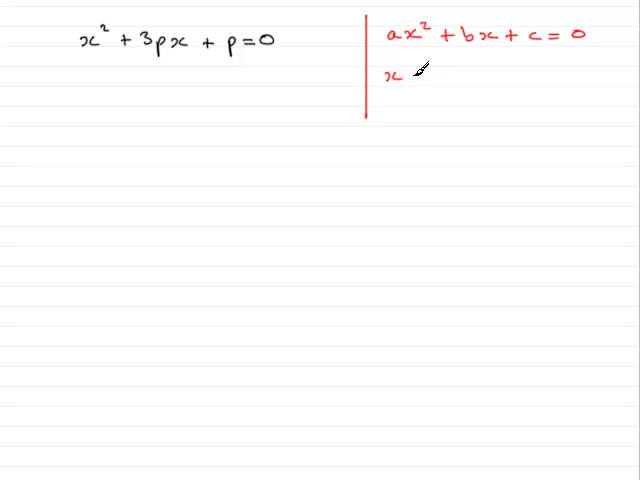 x² + 3px + p = 0
ax² + bx + c = 0
x